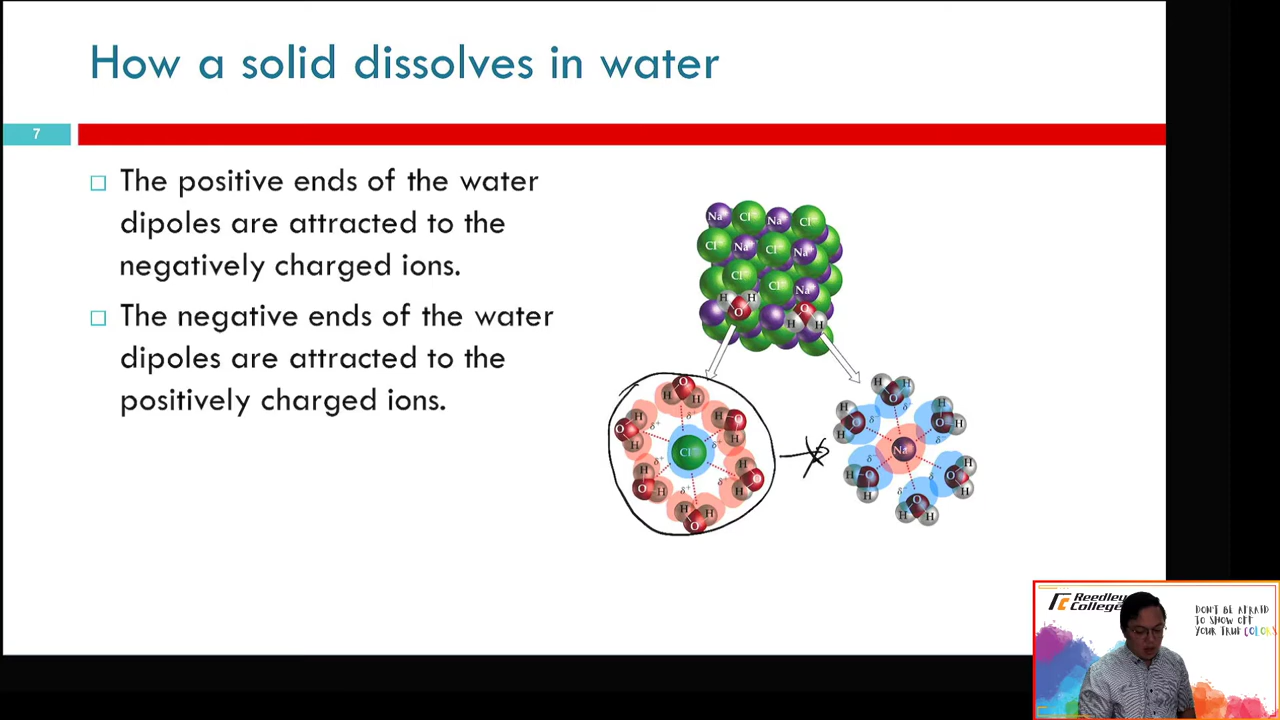 How a solid dissolves in water
7
The positive ends of the water
dipoles are attracted to the
negatively charged ions.
The negative ends of the water
dipoles are attracted to the
positively charged ions.
Na⁺ Cl⁻ Na⁺ Cl⁻
Cl⁻ Na⁺ Cl⁻ Na⁺
Cl⁻ Cl⁻ Na⁺
H H O
O H H
O H H δ⁺
H O H δ⁺
H O H δ⁺
O H H δ⁺
H O H δ⁺
H H O δ⁺
Cl⁻
H H O δ⁻
H O H δ⁻
H O H δ⁻
H O H δ⁻
H O H δ⁻
O H H δ⁻
Na⁺
Reedley
College
DON'T BE AFRAID
TO SHOW OFF
YOUR TRUE COLORS